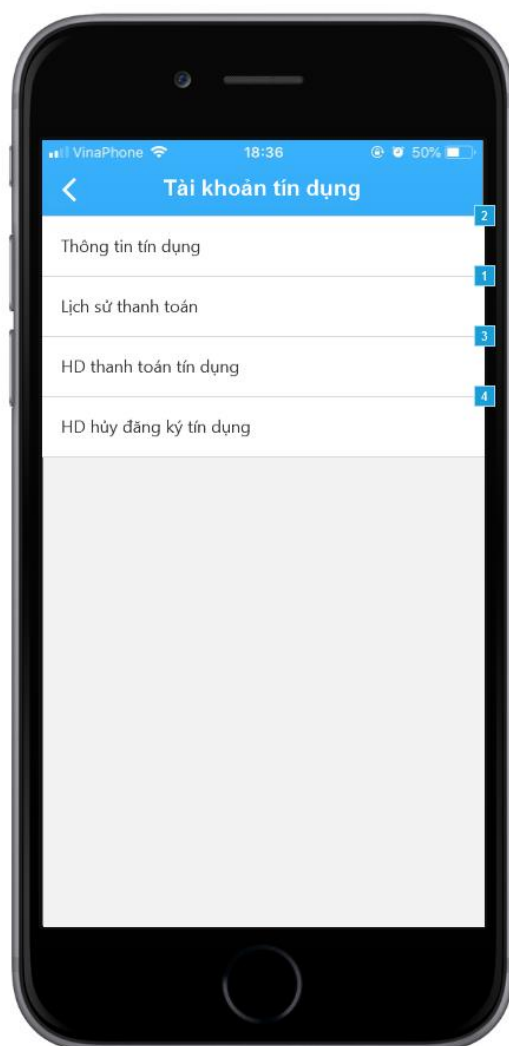 VinaPhone 18:36 50%
Tài khoản tín dụng
2
Thông tin tín dụng
1
Lịch sử thanh toán
3
HD thanh toán tín dụng
4
HD hủy đăng ký tín dụng